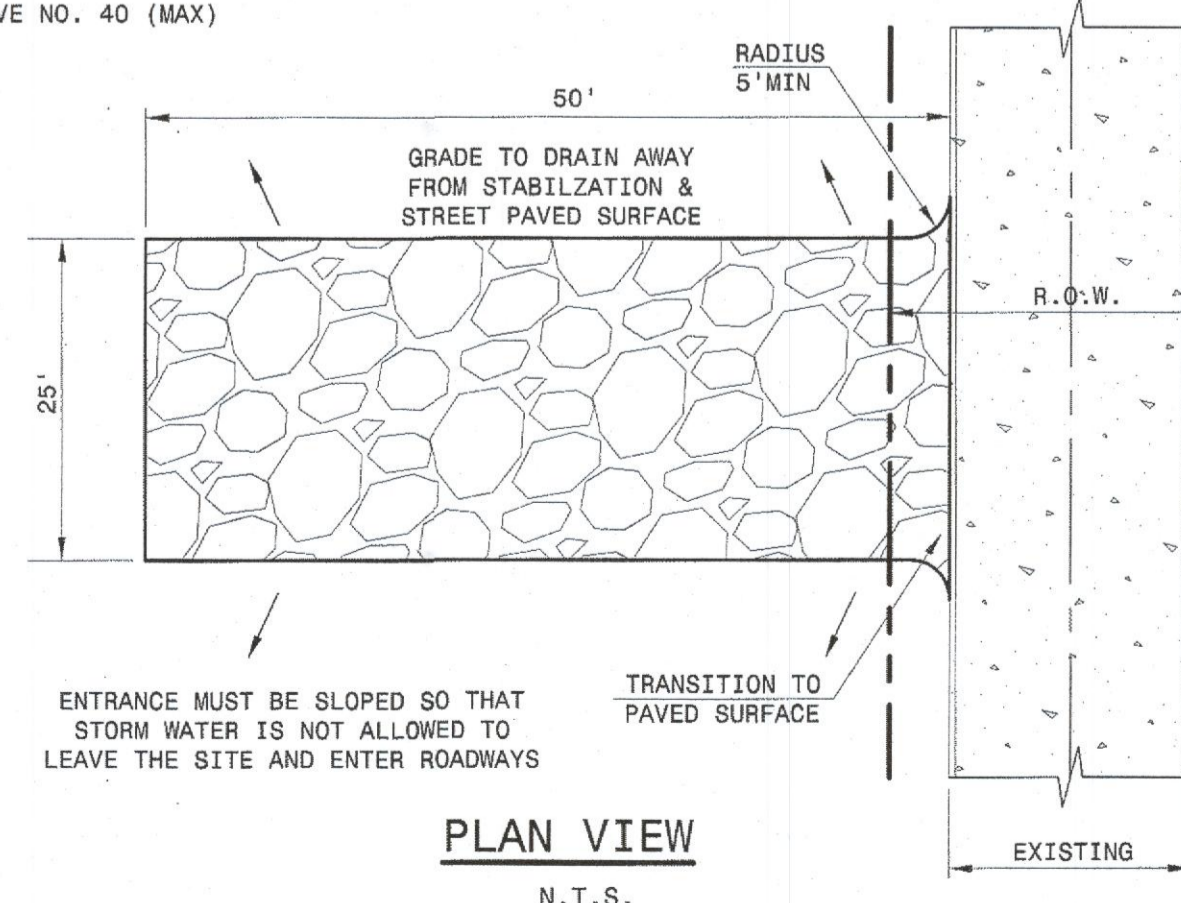 VE NO. 40 (MAX)
RADIUS
5'MIN
50'
GRADE TO DRAIN AWAY
FROM STABILZATION &
STREET PAVED SURFACE
R.O.W.
25'
ENTRANCE MUST BE SLOPED SO THAT
STORM WATER IS NOT ALLOWED TO
LEAVE THE SITE AND ENTER ROADWAYS
TRANSITION TO
PAVED SURFACE
PLAN VIEW
N.T.S.
EXISTING